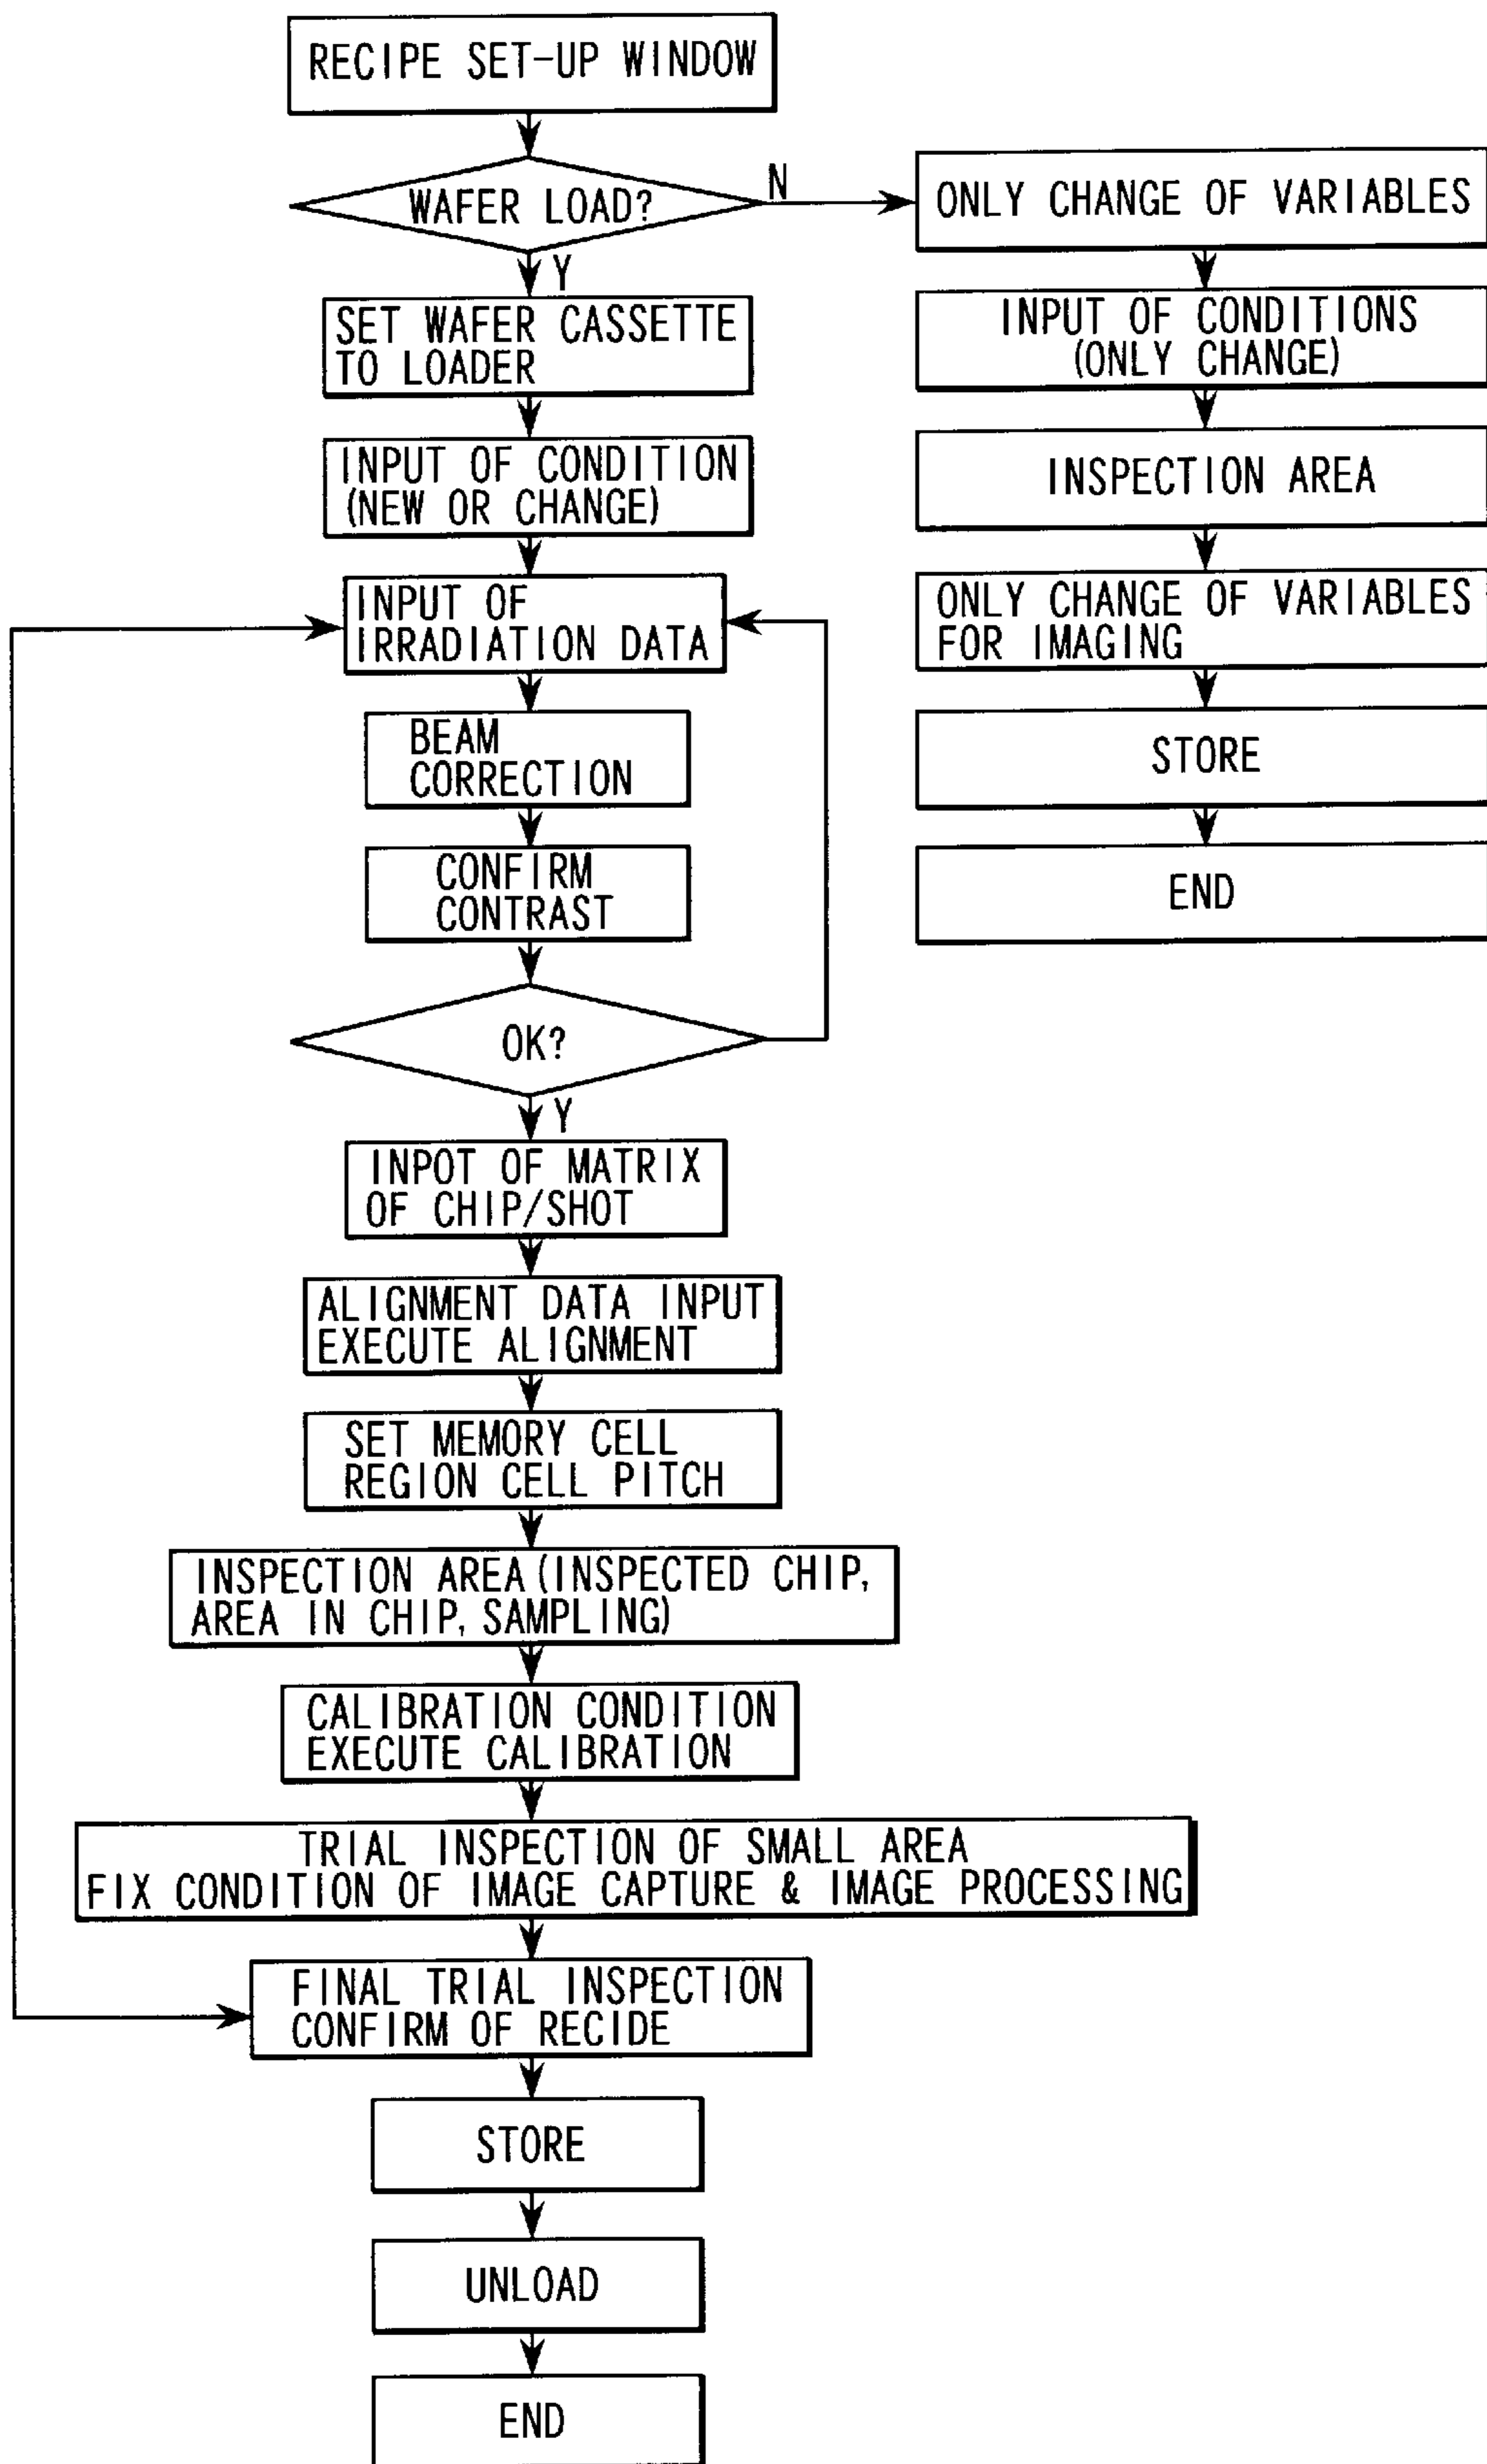 RECIPE SET-UP WINDOW
WAFER LOAD?
N
Y
SET WAFER CASSETTE
TO LOADER
INPUT OF CONDITION
(NEW OR CHANGE)
INPUT OF
IRRADIATION DATA
BEAM
CORRECTION
CONFIRM
CONTRAST
OK?
Y
INPOT OF MATRIX
OF CHIP/SHOT
ALIGNMENT DATA INPUT
EXECUTE ALIGNMENT
SET MEMORY CELL
REGION CELL PITCH
INSPECTION AREA(INSPECTED CHIP,
AREA IN CHIP, SAMPLING)
CALIBRATION CONDITION
EXECUTE CALIBRATION
TRIAL INSPECTION OF SMALL AREA
FIX CONDITION OF IMAGE CAPTURE & IMAGE PROCESSING
FINAL TRIAL INSPECTION
CONFIRM OF RECIDE
STORE
UNLOAD
END
ONLY CHANGE OF VARIABLES
INPUT OF CONDITIONS
(ONLY CHANGE)
INSPECTION AREA
ONLY CHANGE OF VARIABLES
FOR IMAGING
STORE
END